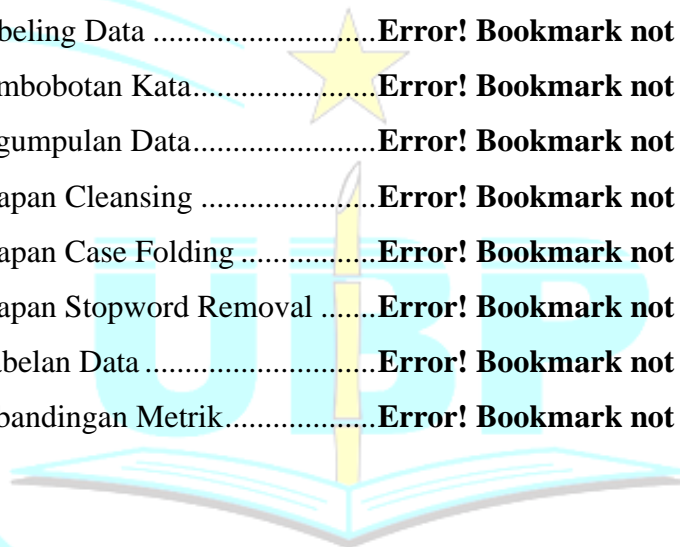 beling Data ............................Error! Bookmark not
mbobotan Kata.......................Error! Bookmark not
gumpulan Data.......................Error! Bookmark not
apan Cleansing ......................Error! Bookmark not
apan Case Folding .................Error! Bookmark not
apan Stopword Removal .......Error! Bookmark not
belan Data .............................Error! Bookmark not
bandingan Metrik...................Error! Bookmark not
UBP